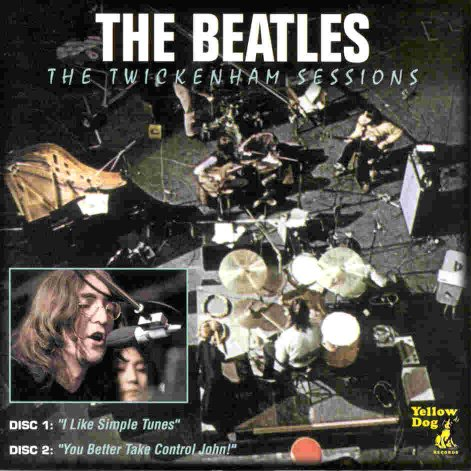 THE BEATLES
THE TWICKENHAM SESSIONS
DISC 1: "I Like Simple Tunes"
DISC 2: "You Better Take Control John!"
Yellow
Dog
RECORDS